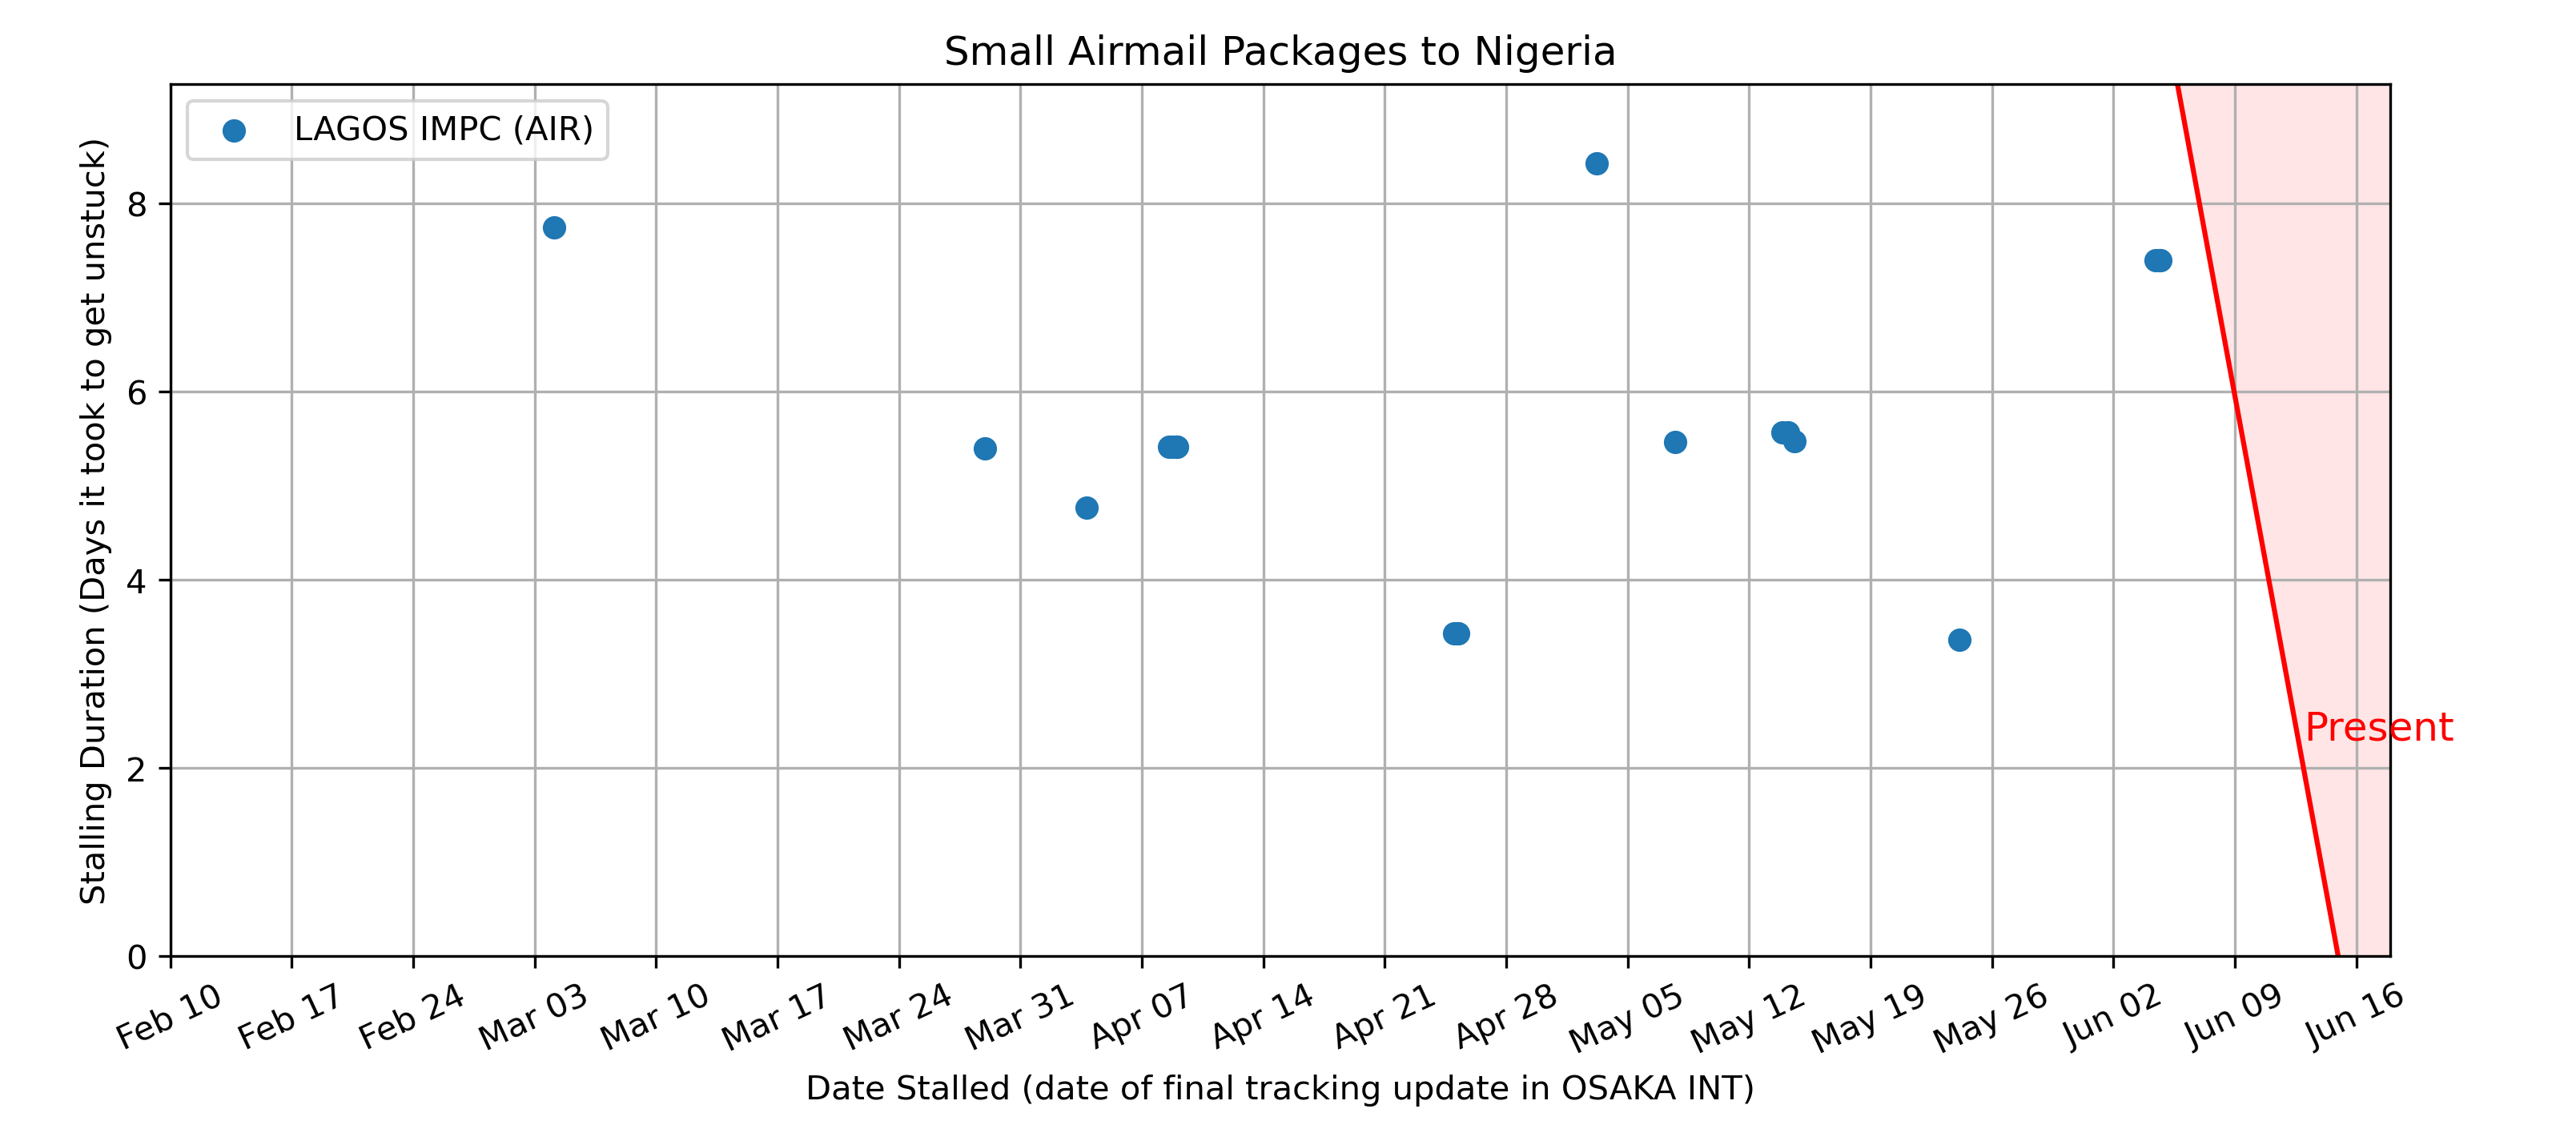 Small Airmail Packages to Nigeria
LAGOS IMPC (AIR)
Stalling Duration (Days it took to get unstuck)
8
6
4
2
0
Present
Feb 10 Feb 17 Feb 24 Mar 03 Mar 10 Mar 17 Mar 24 Mar 31 Apr 07 Apr 14 Apr 21 Apr 28 May 05 May 12 May 19 May 26 Jun 02 Jun 09 Jun 16
Date Stalled (date of final tracking update in OSAKA INT)